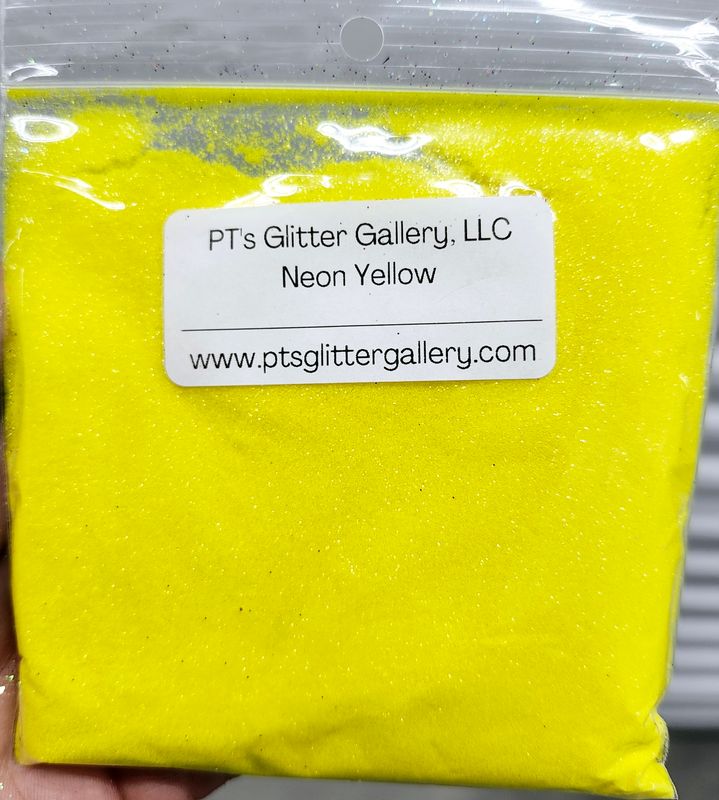 PT's Glitter Gallery, LLC
Neon Yellow
www.ptsglittergallery.com